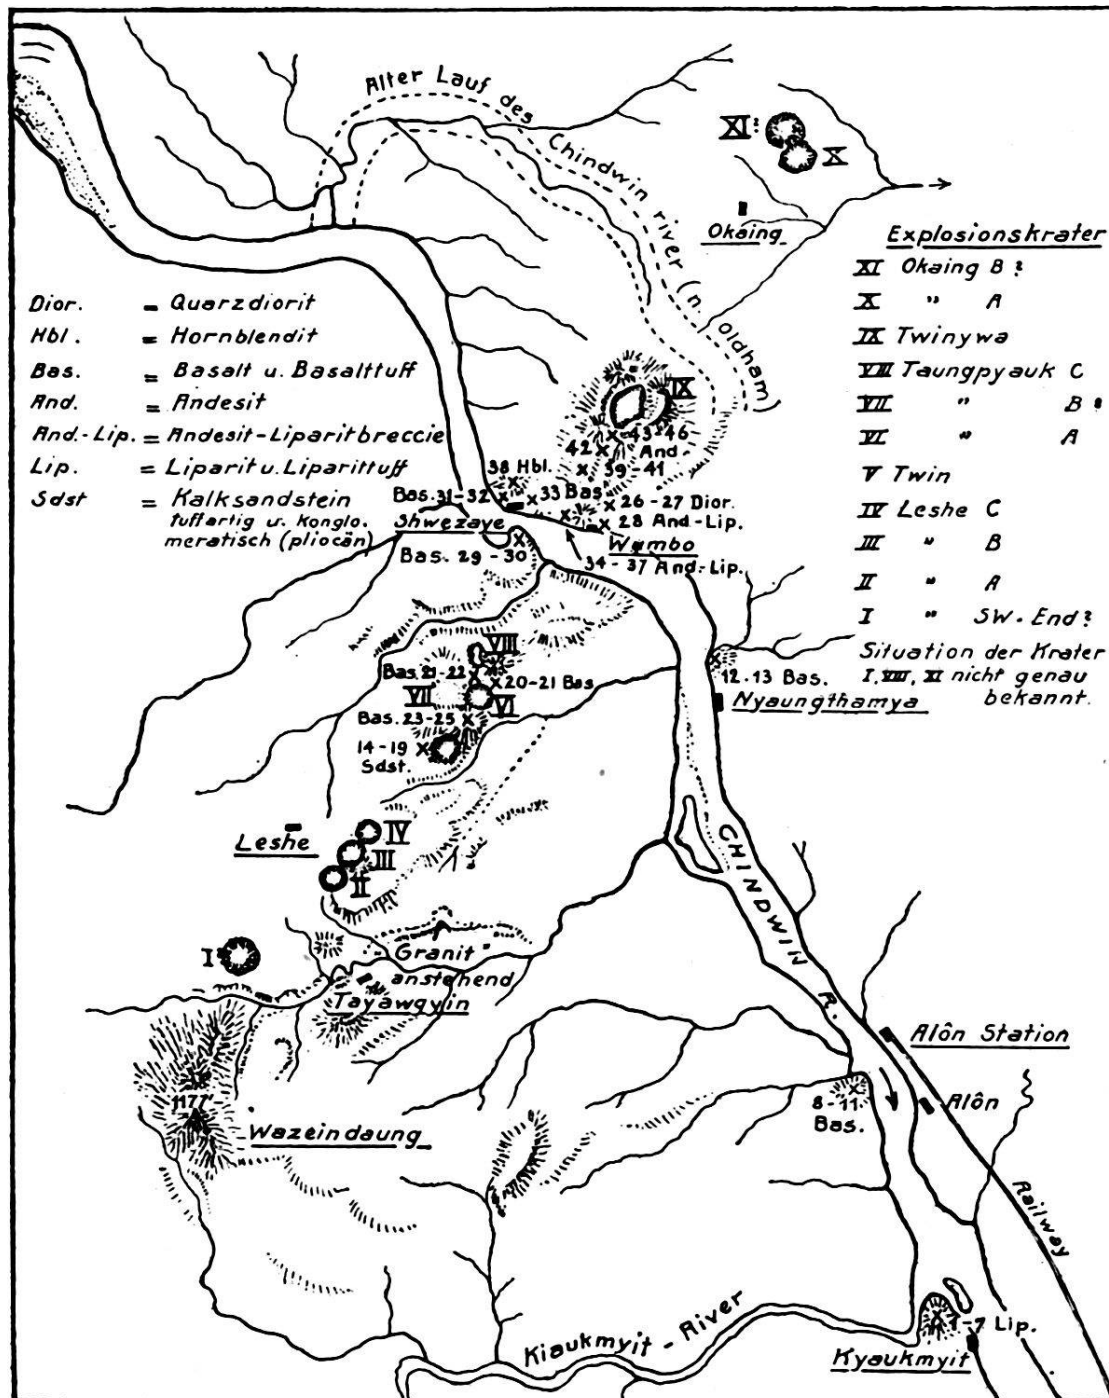 Alter Lauf des Chindwin river (n. Oldham)
XI?
X
Okaing
Dior. = Quarzdiorit
Hbl. = Hornblendit
Bas. = Basalt u. Basalttuff
And. = Andesit
And.-Lip. = Andesit-Liparitbreccie
Lip. = Liparit u. Liparittuff
Sdst = Kalksandstein
tuffartig u. Konglo.
meratisch (pliocän)
Explosionskrater
XI Okaing B?
X " A
IX Twinywa
VIII Taungpyauk C
VII " B?
VI " A
V Twin
IV Leshe C
III " B
II " A
I " SW-End?
Situation der Krater
I, VIII, XI nicht genau
bekannt.
IX
43-46
And.
42
39-41
38 Hbl.
Bas. 31-32
33 Bas.
26-27 Dior.
28 And-Lip.
Shwezaye
Wambo
Bas. 29-30
34-37 And.-Lip.
VIII
Bas. 21-22
20-21 Bas
VII
VI
Bas. 23-25
14-19
Sdst.
12-13 Bas.
Nyaungthamya
Leshe
IV
III
II
CHINDWIN R.
I?
"Granit"
anstehend
Tayawgyin
Alôn Station
1177
8-11.
Bas.
Alôn
Wazeindaung
Railway
Kiaukmyit-River
1-7 Lip.
Kyaukmyit